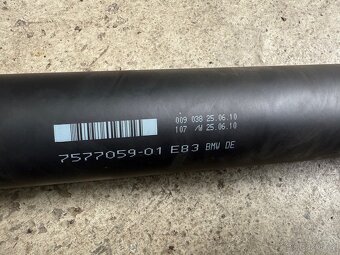 009 038 25.06.10
107 /W 25.06.10
7577059-01 E83 BMW DE